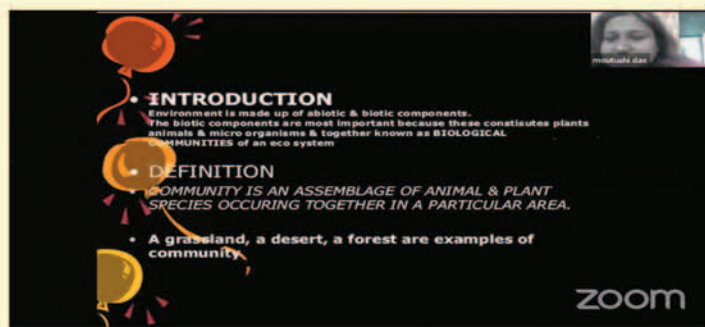 moutushi das
• INTRODUCTION
Environment is made up of abiotic & biotic components.
The biotic components are most important because these constisutes plants
animals & micro organisms & together known as BIOLOGICAL
COMMUNITIES of an eco system
• DEFINITION
• COMMUNITY IS AN ASSEMBLAGE OF ANIMAL & PLANT
SPECIES OCCURING TOGETHER IN A PARTICULAR AREA.
• A grassland, a desert, a forest are examples of
community
zoom